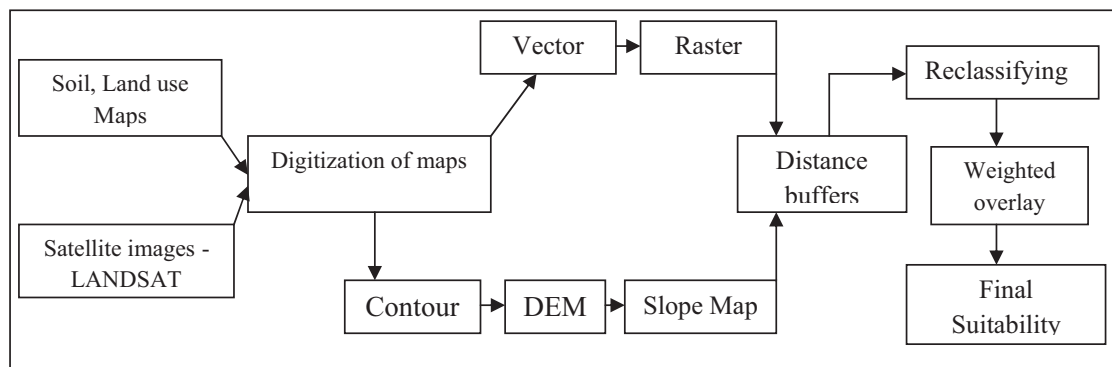 Soil, Land use
Maps
Satellite images -
LANDSAT
Digitization of maps
Vector
Raster
Contour
DEM
Slope Map
Distance
buffers
Reclassifying
Weighted
overlay
Final
Suitability